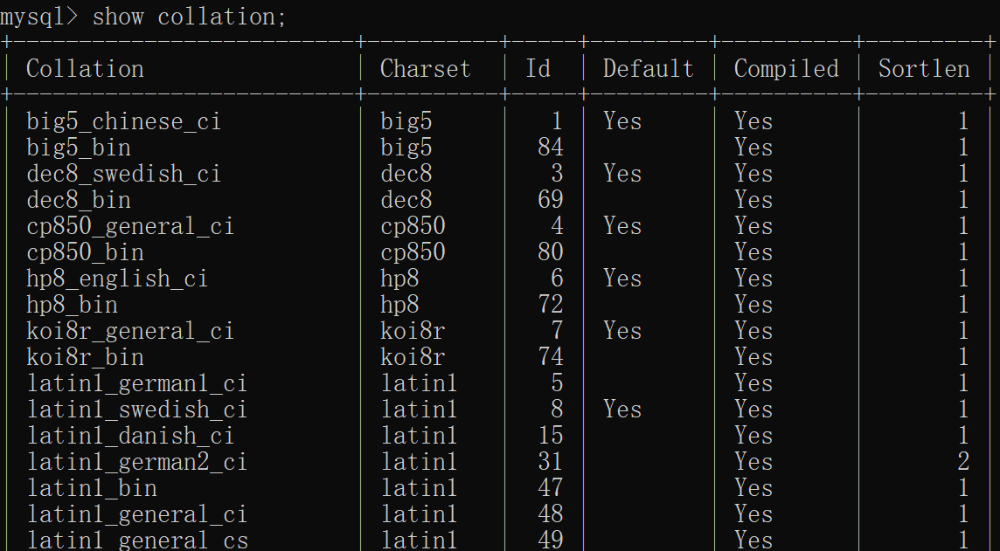 mysql> show collation;
+--------------------------+----------+-----+---------+----------+---------+
| Collation                | Charset  | Id  | Default | Compiled | Sortlen |
+--------------------------+----------+-----+---------+----------+---------+
| big5_chinese_ci          | big5     |   1 | Yes     | Yes      |       1 |
| big5_bin                 | big5     |  84 |         | Yes      |       1 |
| dec8_swedish_ci          | dec8     |   3 | Yes     | Yes      |       1 |
| dec8_bin                 | dec8     |  69 |         | Yes      |       1 |
| cp850_general_ci         | cp850    |   4 | Yes     | Yes      |       1 |
| cp850_bin                | cp850    |  80 |         | Yes      |       1 |
| hp8_english_ci           | hp8      |   6 | Yes     | Yes      |       1 |
| hp8_bin                  | hp8      |  72 |         | Yes      |       1 |
| koi8r_general_ci         | koi8r    |   7 | Yes     | Yes      |       1 |
| koi8r_bin                | koi8r    |  74 |         | Yes      |       1 |
| latin1_german1_ci        | latin1   |   5 |         | Yes      |       1 |
| latin1_swedish_ci        | latin1   |   8 | Yes     | Yes      |       1 |
| latin1_danish_ci         | latin1   |  15 |         | Yes      |       1 |
| latin1_german2_ci        | latin1   |  31 |         | Yes      |       2 |
| latin1_bin               | latin1   |  47 |         | Yes      |       1 |
| latin1_general_ci        | latin1   |  48 |         | Yes      |       1 |
| latin1_general_cs        | latin1   |  49 |         | Yes      |       1 |